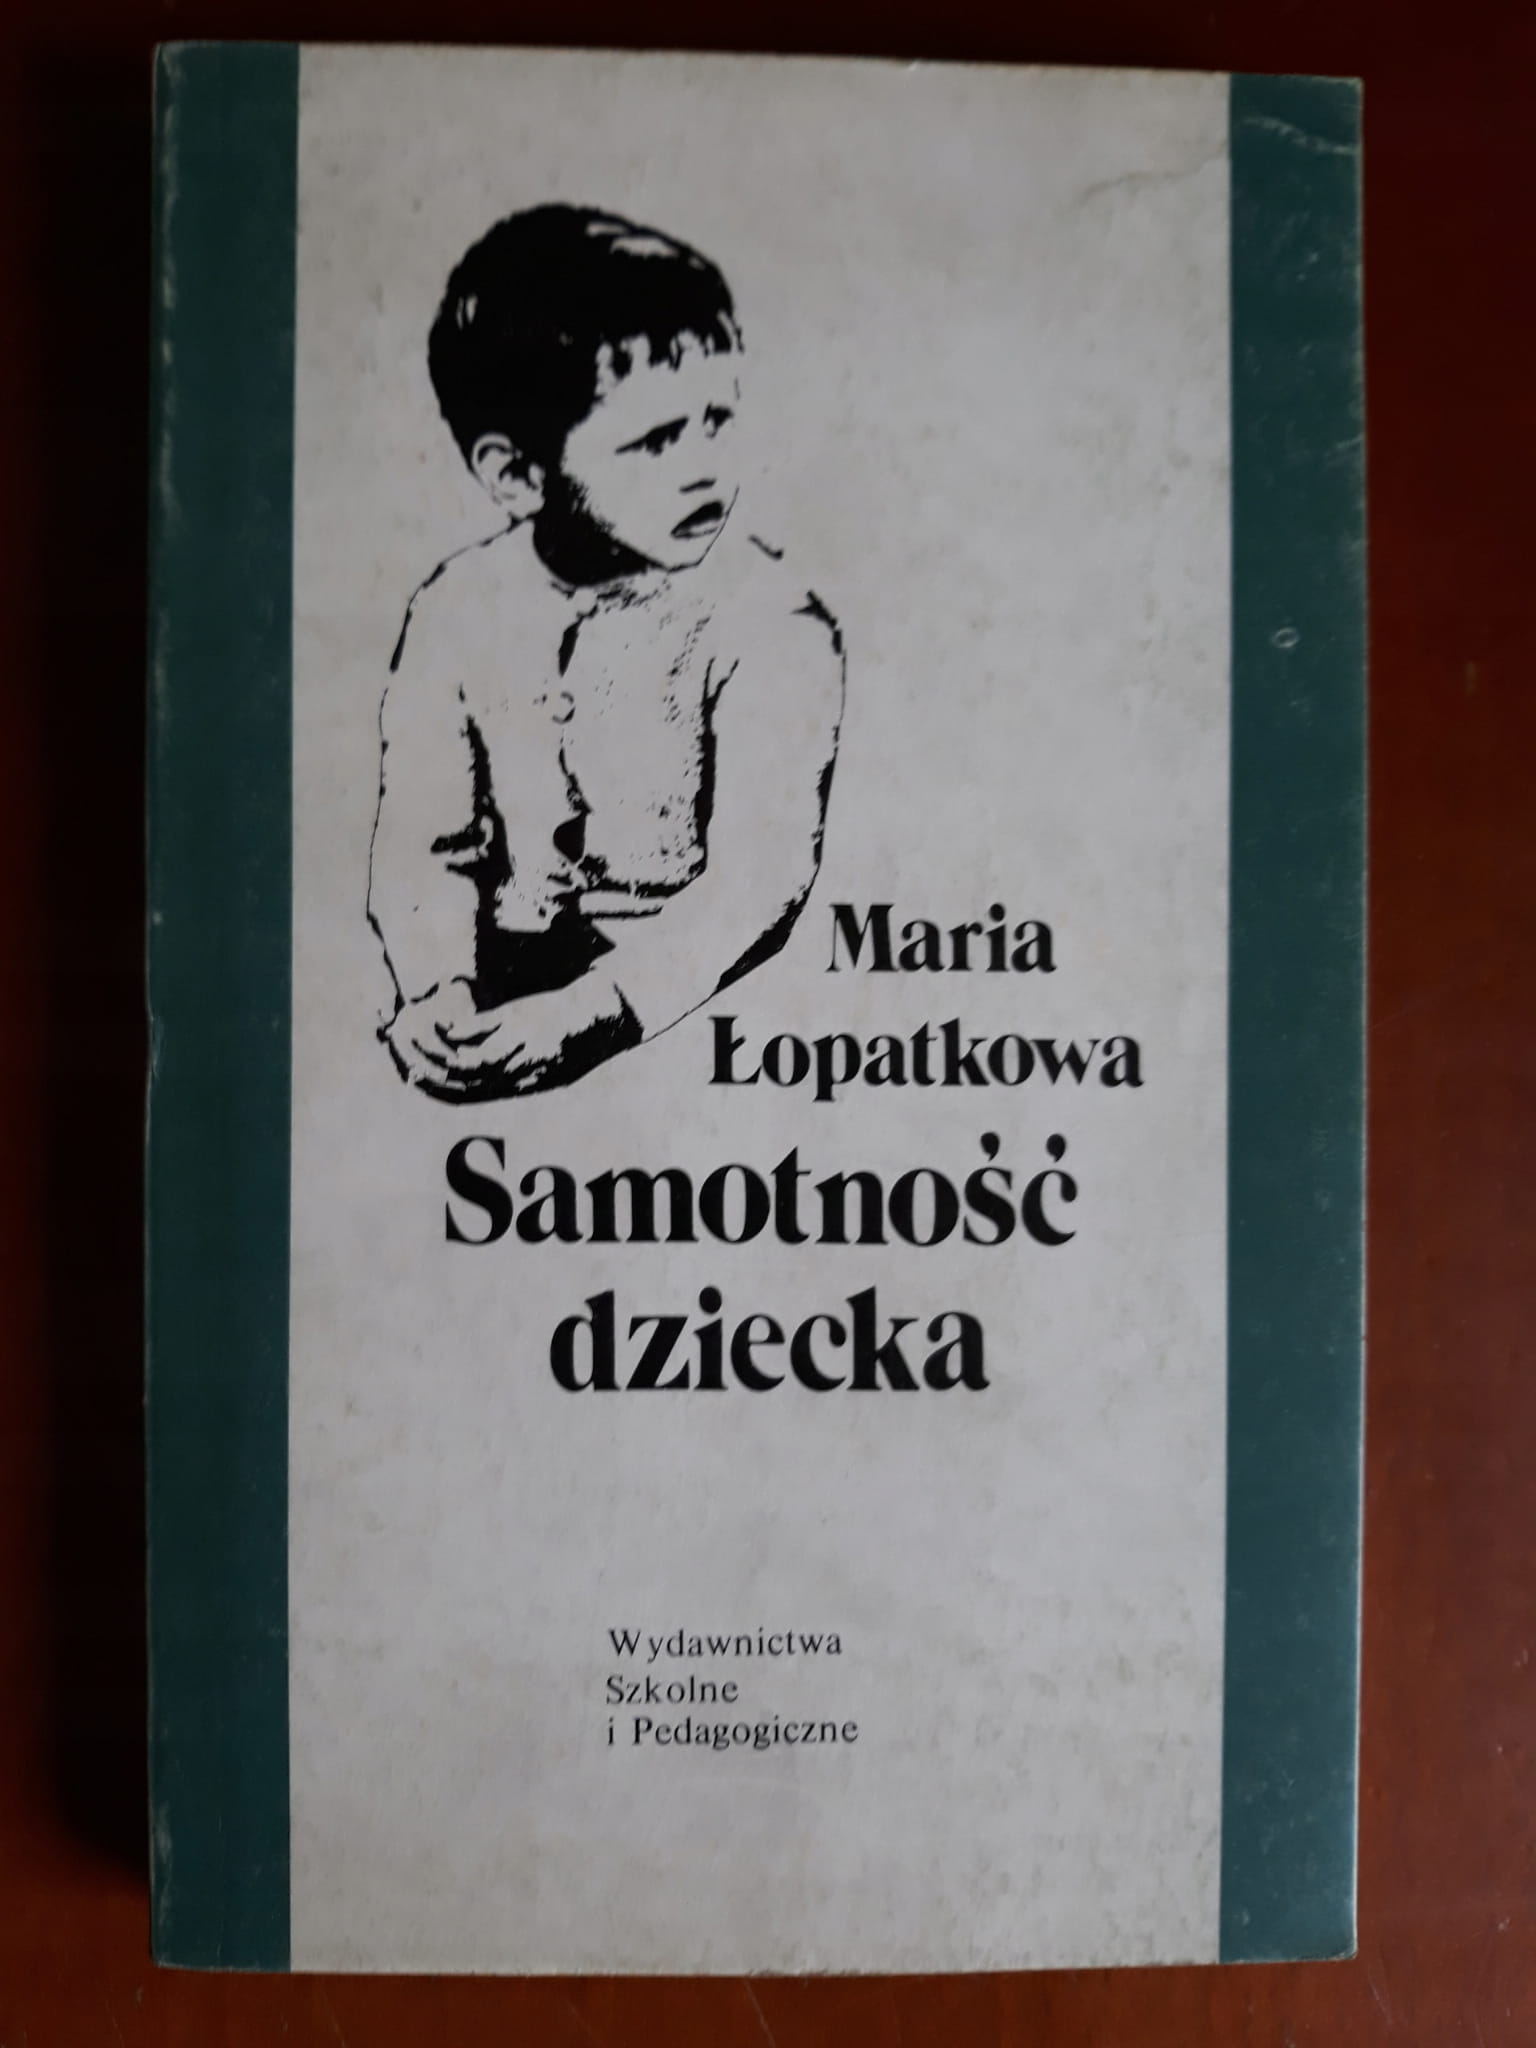 Maria
Łopatkowa
Samotność
dziecka
Wydawnictwa
Szkolne
i Pedagogiczne